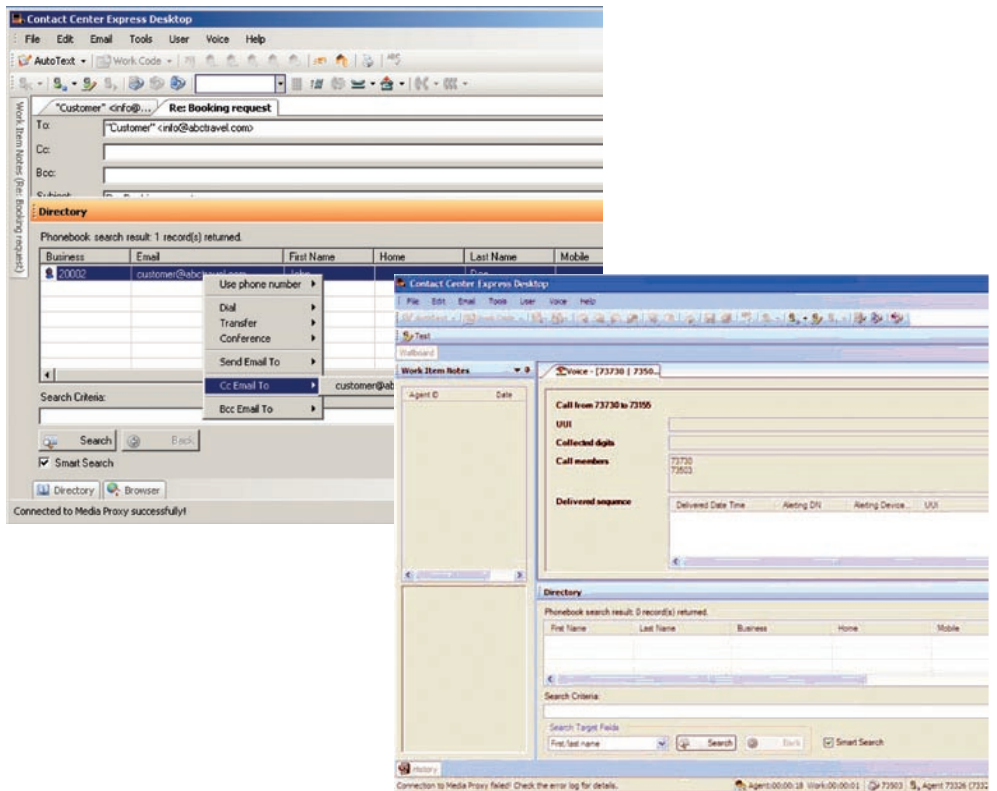 Contact Center Express Desktop
File Edit Email Tools User Voice Help
AutoText Work Code
"Customer" <info@... Re: Booking request
Work Item Notes (Re: Booking request)
To: "Customer" <info@abctravel.com>
Cc:
Bcc:
Directory
Phonebook search result: 1 record(s) returned.
Business Email First Name Home Last Name Mobile
20002 customer@abctravel.com John Doe
Use phone number
Dial
Transfer
Conference
Send Email To
Cc Email To customer@ab
Bcc Email To
Search Criteria:
Search Back
Smart Search
Directory Browser
Connected to Media Proxy successfully!
Contact Center Express Desktop
File Edit Email Tools User Voice Help
AutoText Work Code
Test
Wallboard
Work Item Notes
Agent ID Date
Voice - [73730 | 7350...
Call from 73730 to 73155
UUI
Collected digits
Call members 73730
73503
Delivered sequence Delivered Date Time Alerting DN Alerting Device... UUI
Directory
Phonebook search result: 0 record(s) returned.
First Name Last Name Business Home Mobile
Search Criteria:
Search Target Fields
First, last name Search Back Smart Search
History
Connection to Media Proxy failed! Check the error log for details. Agent:00:00:18 Work:00:00:01 73503 Agent 73326 (7332